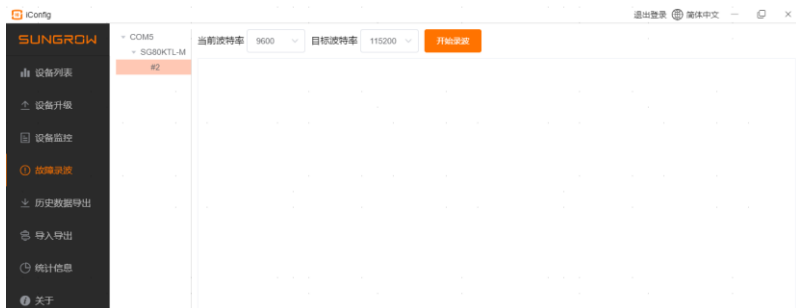 iConfig
退出登录 简体中文
SUNGROW
设备列表
设备升级
设备监控
故障录波
历史数据导出
导入导出
统计信息
关于
COM5
SG80KTL-M
#2
当前波特率 9600 目标波特率 115200 开始录波